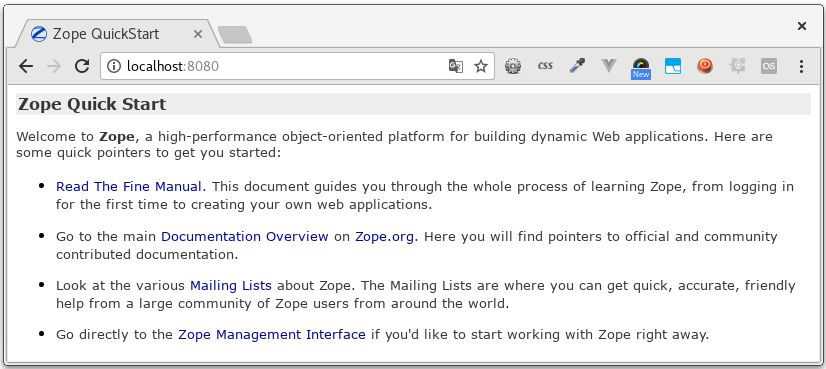 Zope QuickStart
localhost:8080
css
New
Zope Quick Start
Welcome to Zope, a high-performance object-oriented platform for building dynamic Web applications. Here are
some quick pointers to get you started:
Read The Fine Manual. This document guides you through the whole process of learning Zope, from logging in
for the first time to creating your own web applications.
Go to the main Documentation Overview on Zope.org. Here you will find pointers to official and community
contributed documentation.
Look at the various Mailing Lists about Zope. The Mailing Lists are where you can get quick, accurate, friendly
help from a large community of Zope users from around the world.
Go directly to the Zope Management Interface if you'd like to start working with Zope right away.